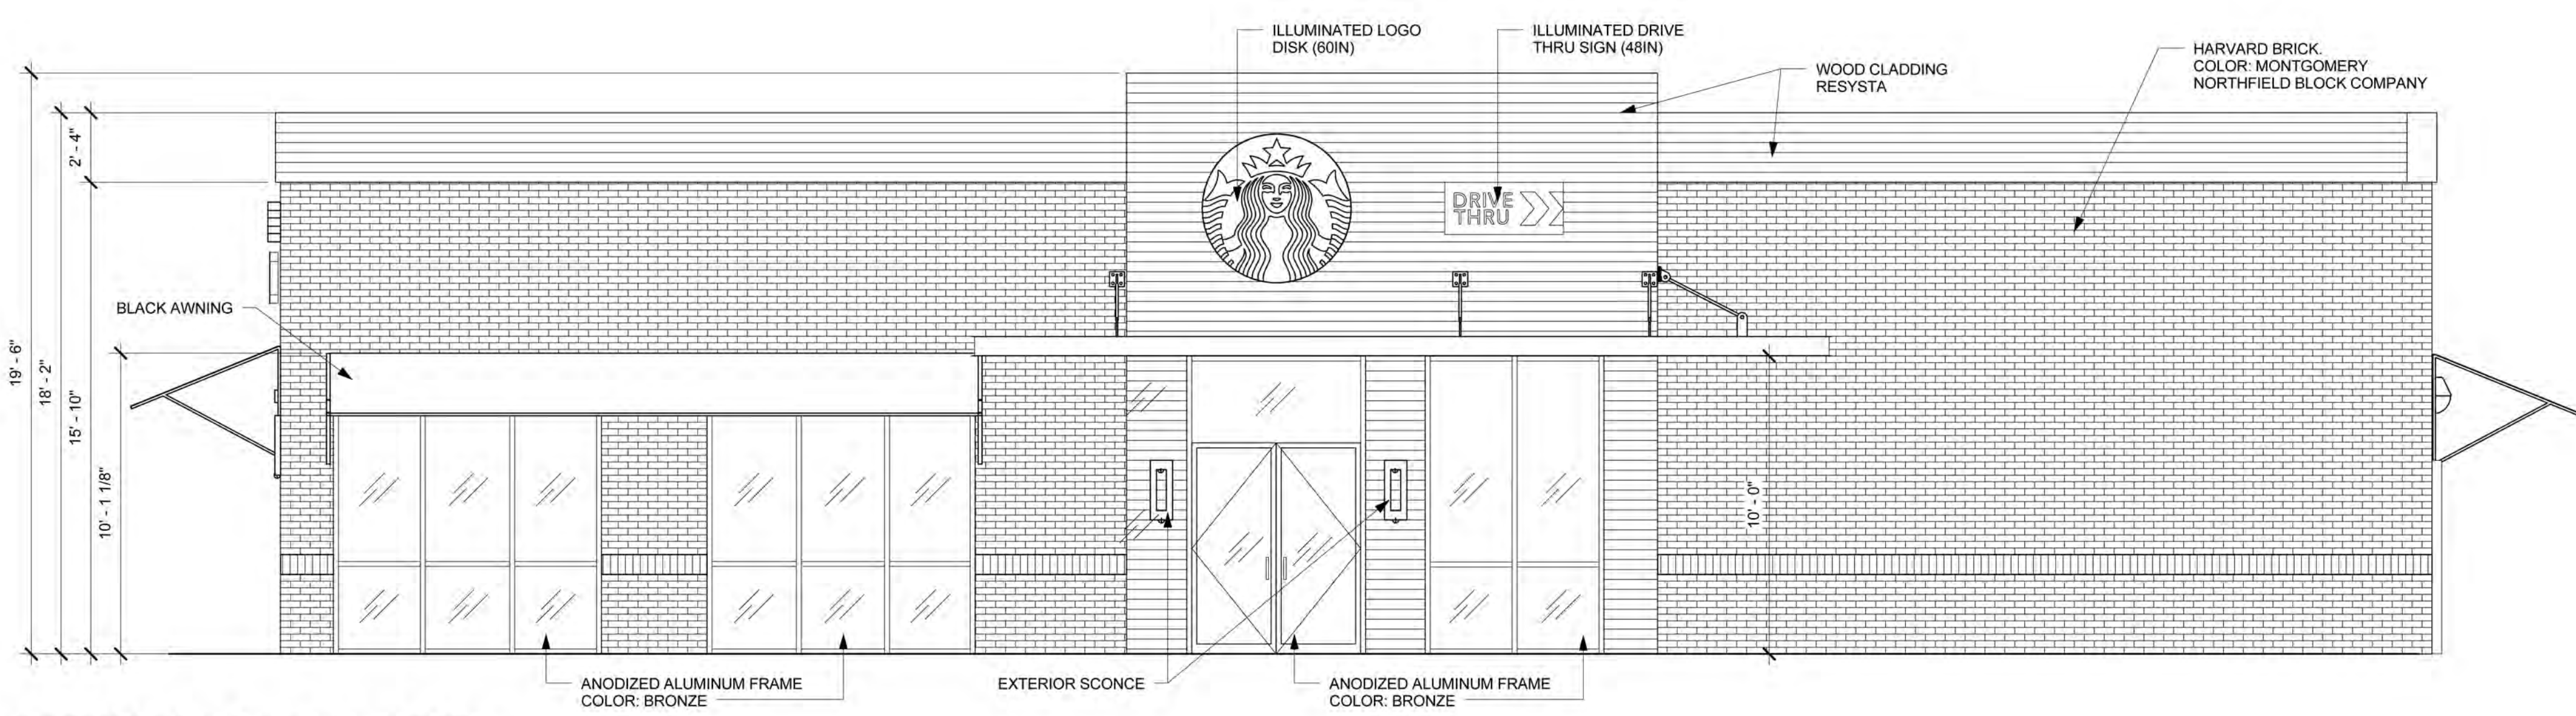 ILLUMINATED LOGO
DISK (60IN)
ILLUMINATED DRIVE
THRU SIGN (48IN)
WOOD CLADDING
RESYSTA
HARVARD BRICK.
COLOR: MONTGOMERY
NORTHFIELD BLOCK COMPANY
2' - 4"
DRIVE
THRU
BLACK AWNING
19' - 6"
18' - 2"
15' - 10"
10' - 1 1/8"
10' - 0"
ANODIZED ALUMINUM FRAME
COLOR: BRONZE
EXTERIOR SCONCE
ANODIZED ALUMINUM FRAME
COLOR: BRONZE